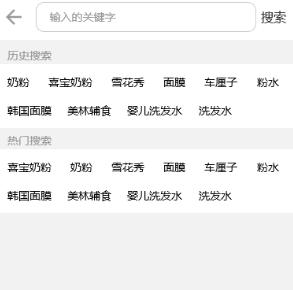 输入的关键字 搜索
历史搜索
奶粉 喜宝奶粉 雪花秀 面膜 车厘子 粉水
韩国面膜 美林辅食 婴儿洗发水 洗发水
热门搜索
喜宝奶粉 奶粉 雪花秀 面膜 车厘子 粉水
韩国面膜 美林辅食 婴儿洗发水 洗发水